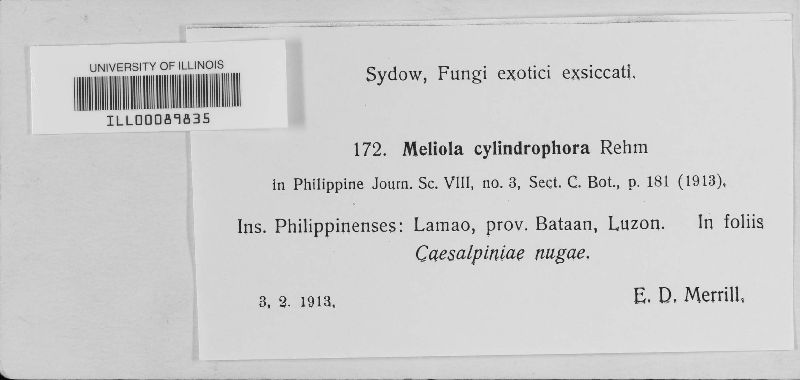 UNIVERSITY OF ILLINOIS
ILL00089835
Sydow, Fungi exotici exsiccati.
172. Meliola cylindrophora Rehm
in Philippine Journ. Sc. VIII, no. 3, Sect. C. Bot., p. 181 (1913).
Ins. Philippinenses: Lamao, prov. Bataan, Luzon. In foliis
Caesalpiniae nugae.
3. 2. 1913. E. D. Merrill.